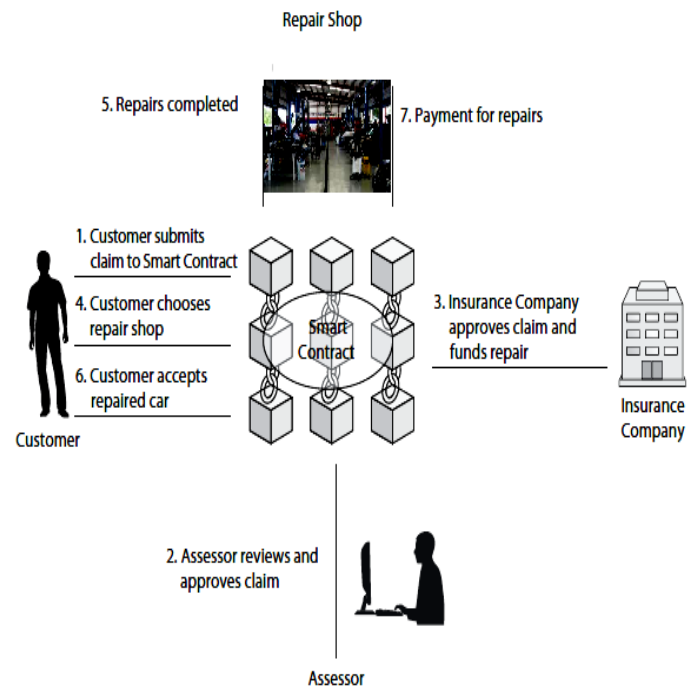 Repair Shop
5. Repairs completed
7. Payment for repairs
1. Customer submits
claim to Smart Contract
4. Customer chooses
repair shop
6. Customer accepts
repaired car
Customer
Smart
Contract
3. Insurance Company
approves claim and
funds repair
Insurance
Company
2. Assessor reviews and
approves claim
Assessor